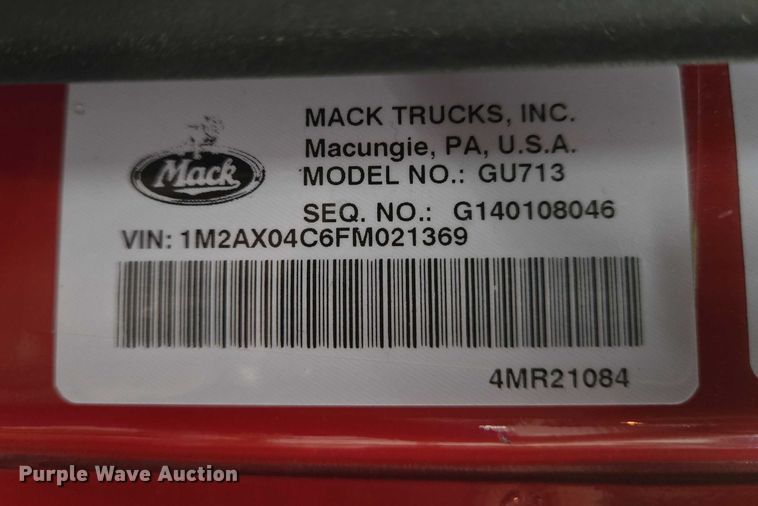 MACK TRUCKS, INC.
Macungie, PA, U.S.A.
Mack
MODEL NO.: GU713
SEQ. NO.: G140108046
VIN: 1M2AX04C6FM021369
4MR21084
Purple Wave Auction